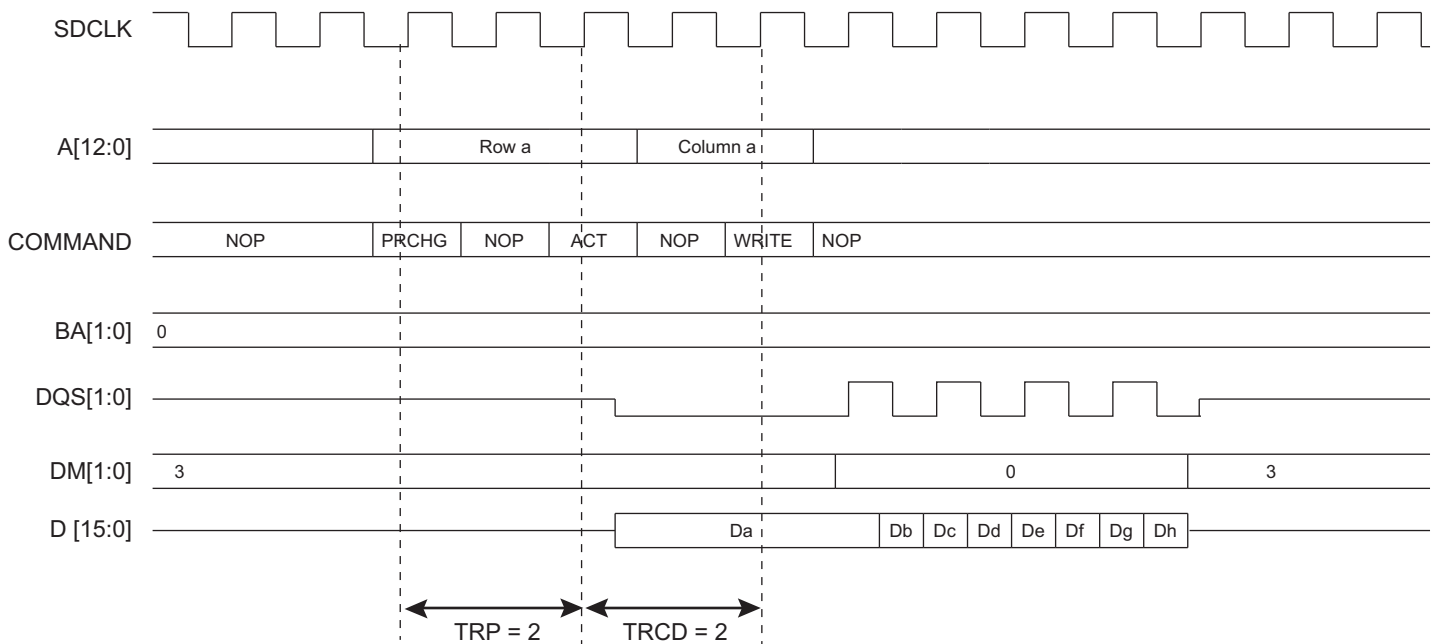 SDCLK
A[12:0] Row a Column a
COMMAND NOP PRCHG NOP ACT NOP WRITE NOP
BA[1:0] 0
DQS[1:0]
DM[1:0] 3 0 3
D [15:0] Da Db Dc Dd De Df Dg Dh
TRP = 2 TRCD = 2